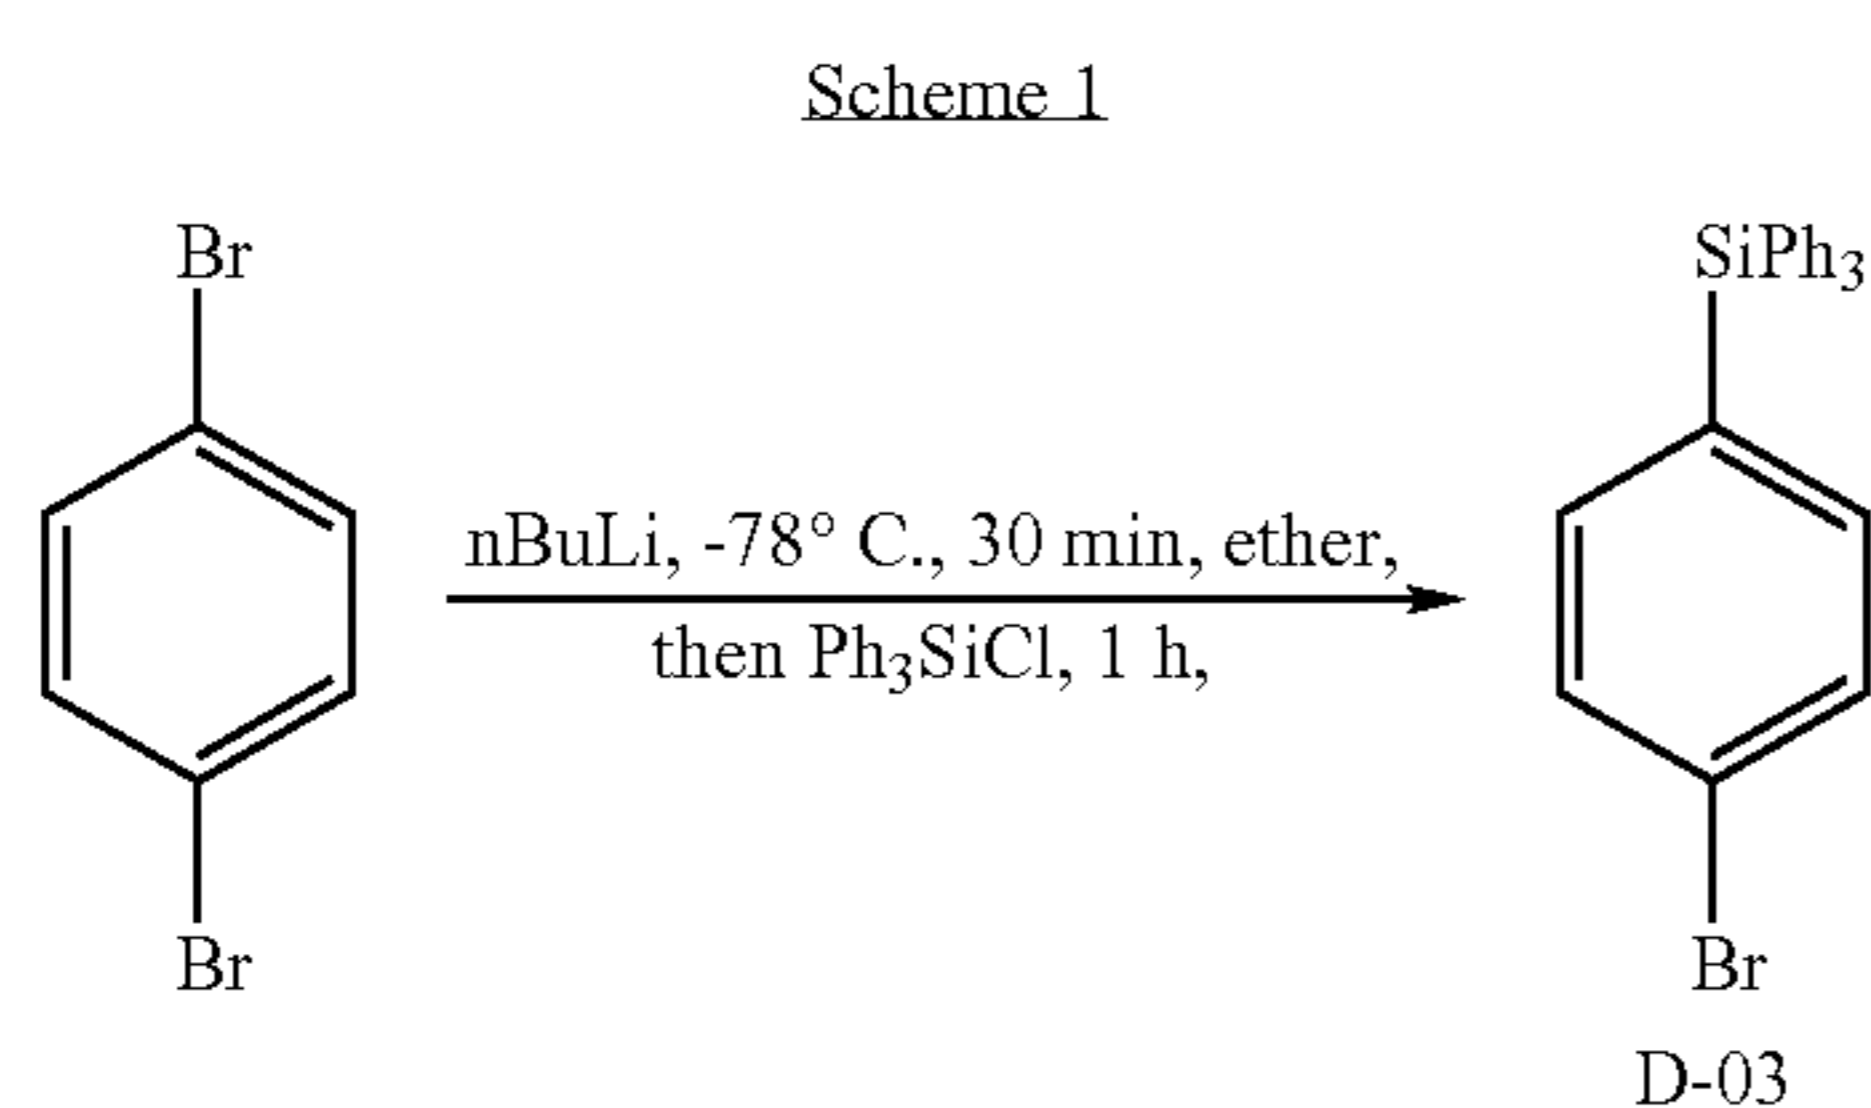 Scheme 1
Br
SiPh3
nBuLi, -78° C., 30 min, ether,
then Ph3SiCl, 1 h,
Br
Br
D-03